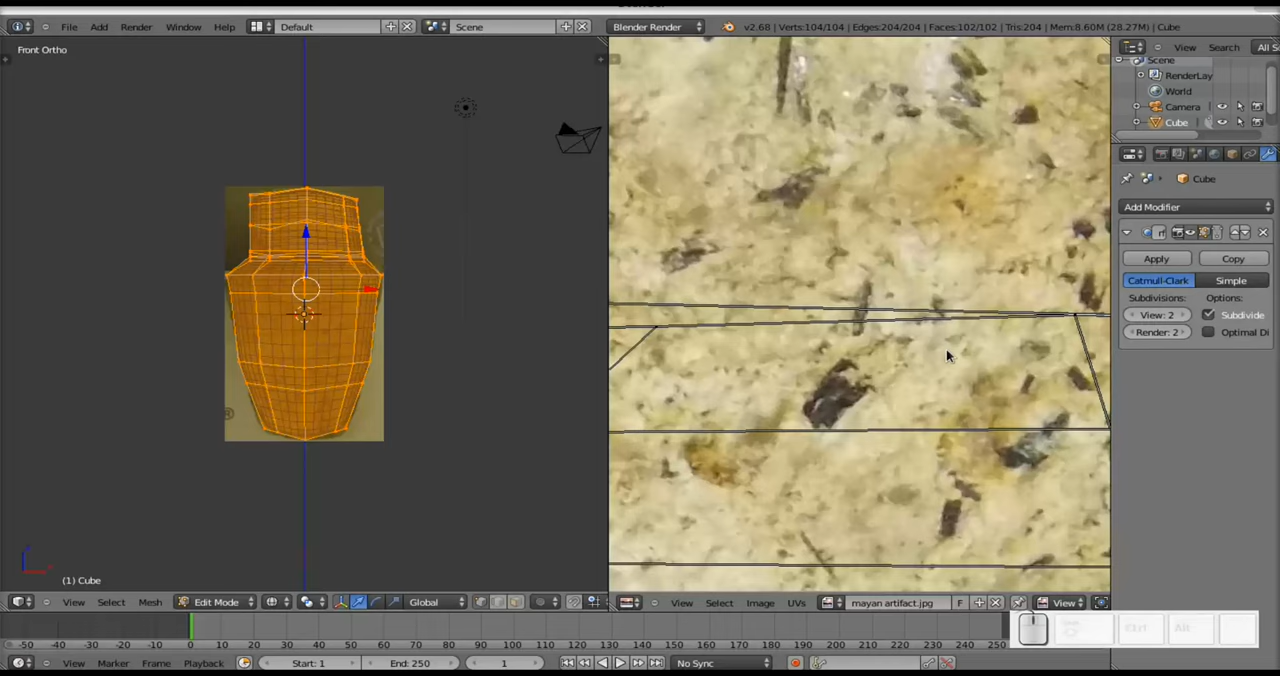 File Add Render Window Help Default Scene Blender Render v2.68 | Verts:104/104 | Edges:204/204 | Faces:102/102 | Tris:204 | Mem:8.60M (28.27M) | Cube
Front Ortho
View Search All S
Scene
RenderLay
World
Camera
Cube
Cube
Add Modifier
Apply Copy
Catmull-Clark Simple
Subdivisions: Options:
View: 2 Subdivide
Render: 2 Optimal Di
®
(1) Cube
View Select Mesh Edit Mode Global View Select Image UVs mayan artifact.jpg F View
Ctrl Alt
-50 -40 -30 -20 -10 0 10 20 30 40 50 60 70 80 90 100 110 120 130 140 150 160 170 180 190 200 210 220 230 240 250
View Marker Frame Playback Start: 1 End: 250 1 No Sync